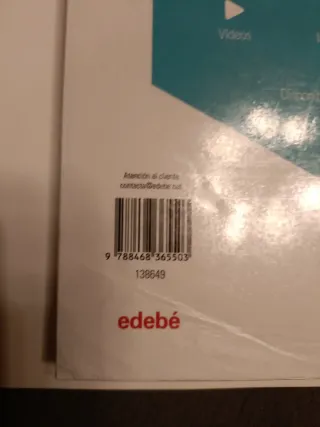 Vídeos
Atención al cliente
contacta@edebe.net
9 788468 365503
138649
edebé